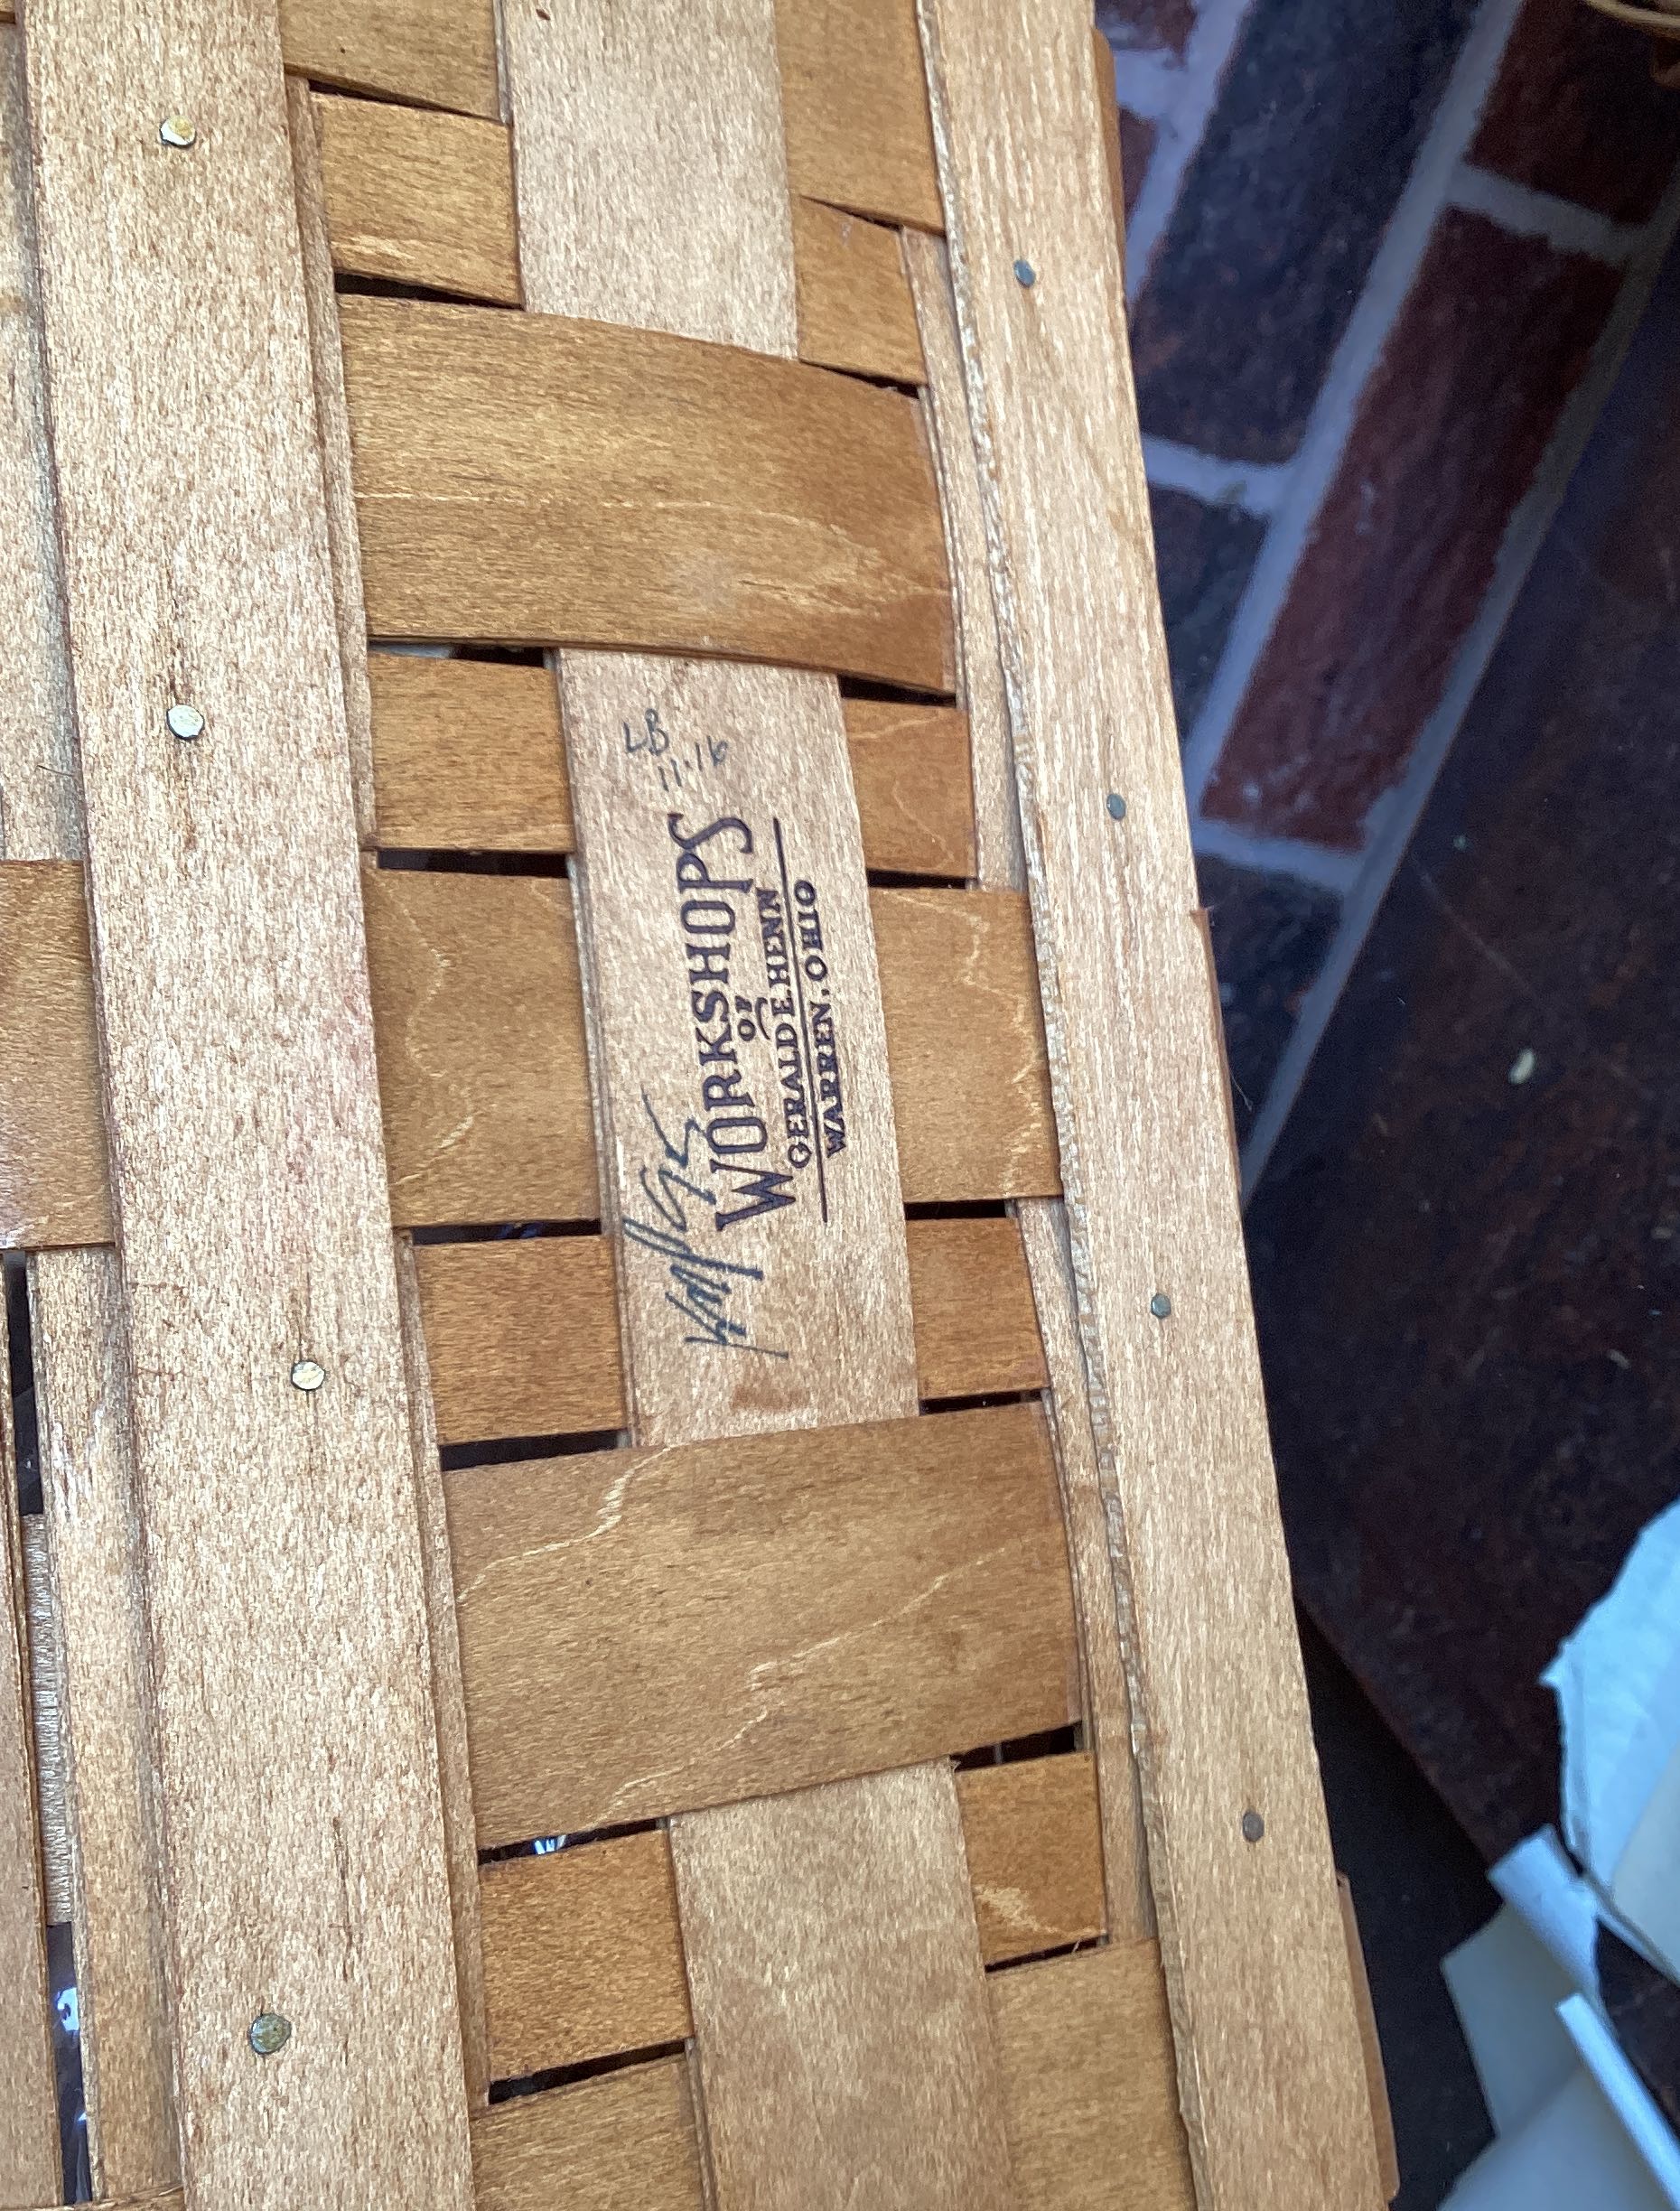 LB
11.16
WORKSHOPS
OF
GERALD E. HENN
WARREN, OHIO